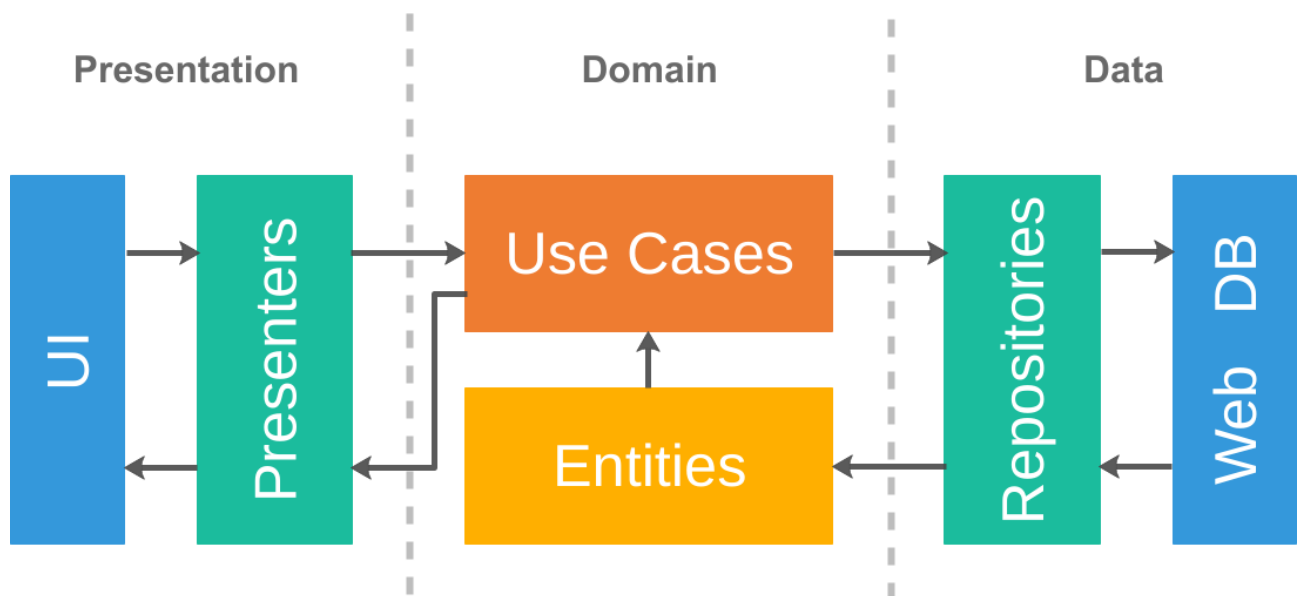 Presentation
Domain
Data
UI
Presenters
Use Cases
Entities
Repositories
Web DB